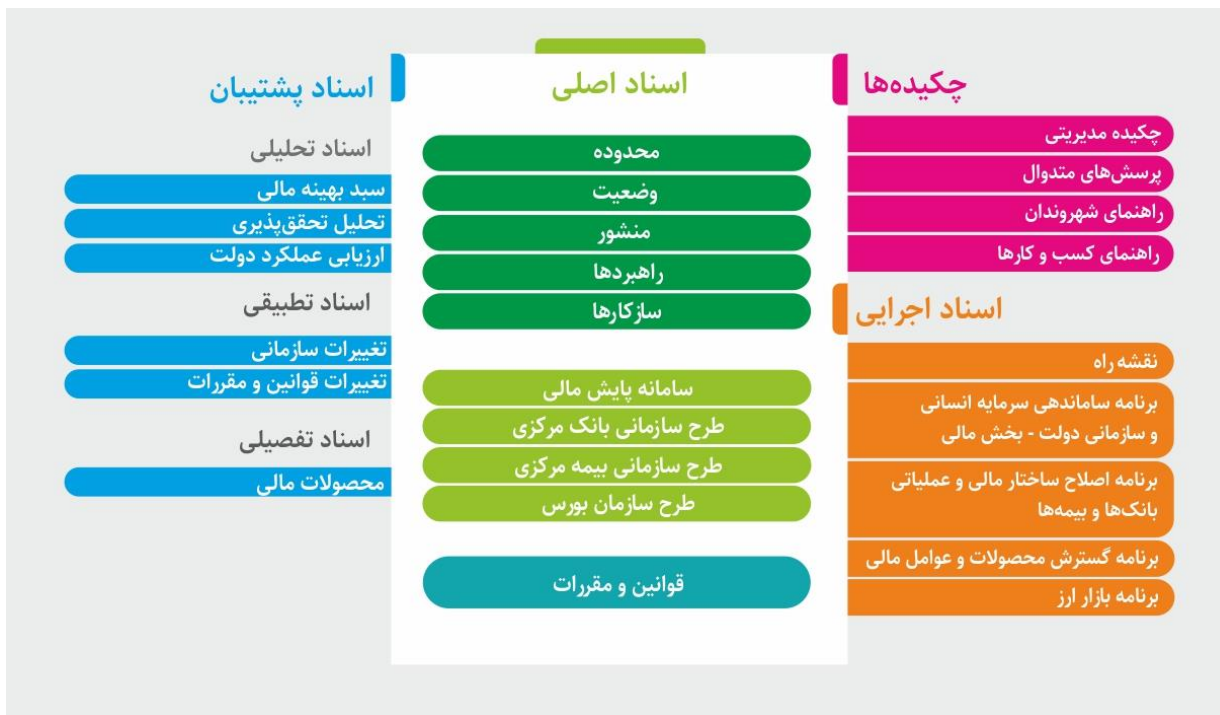 چکیده‌ها
چکیده مدیریتی
پرسش‌های متدوال
راهنمای شهروندان
راهنمای کسب و کارها
اسناد اجرایی
نقشه راه
برنامه ساماندهی سرمایه انسانی
و سازمانی دولت - بخش مالی
برنامه اصلاح ساختار مالی و عملیاتی
بانک‌ها و بیمه‌ها
برنامه گسترش محصولات و عوامل مالی
برنامه بازار ارز
اسناد اصلی
محدوده
وضعیت
منشور
راهبردها
سازکارها
سامانه پایش مالی
طرح سازمانی بانک مرکزی
طرح سازمانی بیمه مرکزی
طرح سازمان بورس
قوانین و مقررات
اسناد پشتیبان
اسناد تحلیلی
سبد بهینه مالی
تحلیل تحقق‌پذیری
ارزیابی عملکرد دولت
اسناد تطبیقی
تغییرات سازمانی
تغییرات قوانین و مقررات
اسناد تفصیلی
محصولات مالی